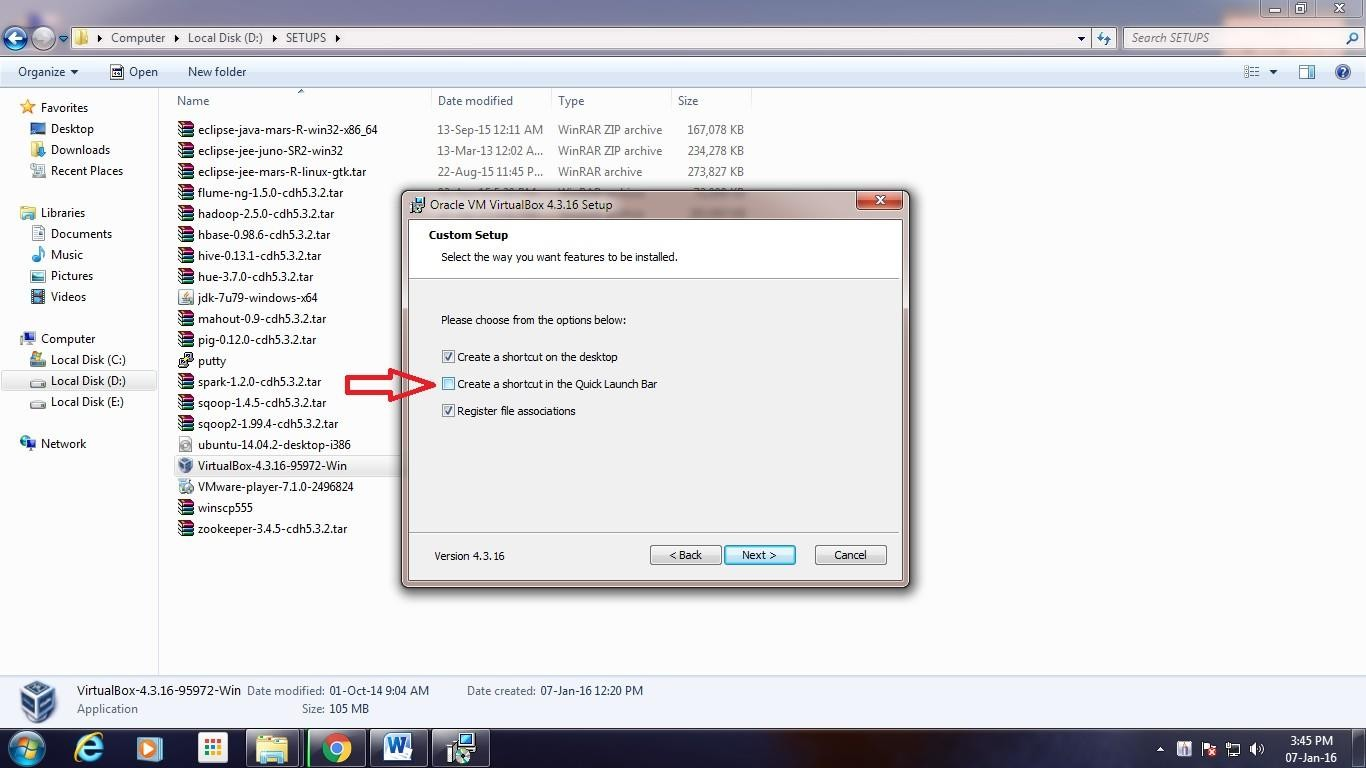 Computer Local Disk (D:) SETUPS
Search SETUPS
Organize Open New folder
Name Date modified Type Size
Favorites
Desktop
Downloads
Recent Places
Libraries
Documents
Music
Pictures
Videos
Computer
Local Disk (C:)
Local Disk (D:)
Local Disk (E:)
Network
eclipse-java-mars-R-win32-x86_64 13-Sep-15 12:11 AM WinRAR ZIP archive 167,078 KB
eclipse-jee-juno-SR2-win32 13-Mar-13 12:02 A... WinRAR ZIP archive 234,278 KB
eclipse-jee-mars-R-linux-gtk.tar 22-Aug-15 11:45 P... WinRAR archive 273,827 KB
flume-ng-1.5.0-cdh5.3.2.tar
hadoop-2.5.0-cdh5.3.2.tar
hbase-0.98.6-cdh5.3.2.tar
hive-0.13.1-cdh5.3.2.tar
hue-3.7.0-cdh5.3.2.tar
jdk-7u79-windows-x64
mahout-0.9-cdh5.3.2.tar
pig-0.12.0-cdh5.3.2.tar
putty
spark-1.2.0-cdh5.3.2.tar
sqoop-1.4.5-cdh5.3.2.tar
sqoop2-1.99.4-cdh5.3.2.tar
ubuntu-14.04.2-desktop-i386
VirtualBox-4.3.16-95972-Win
VMware-player-7.1.0-2496824
winscp555
zookeeper-3.4.5-cdh5.3.2.tar
Oracle VM VirtualBox 4.3.16 Setup
Custom Setup
Select the way you want features to be installed.
Please choose from the options below:
Create a shortcut on the desktop
Create a shortcut in the Quick Launch Bar
Register file associations
Version 4.3.16 < Back Next > Cancel
VirtualBox-4.3.16-95972-Win Date modified: 01-Oct-14 9:04 AM Date created: 07-Jan-16 12:20 PM
Application Size: 105 MB
3:45 PM
07-Jan-16